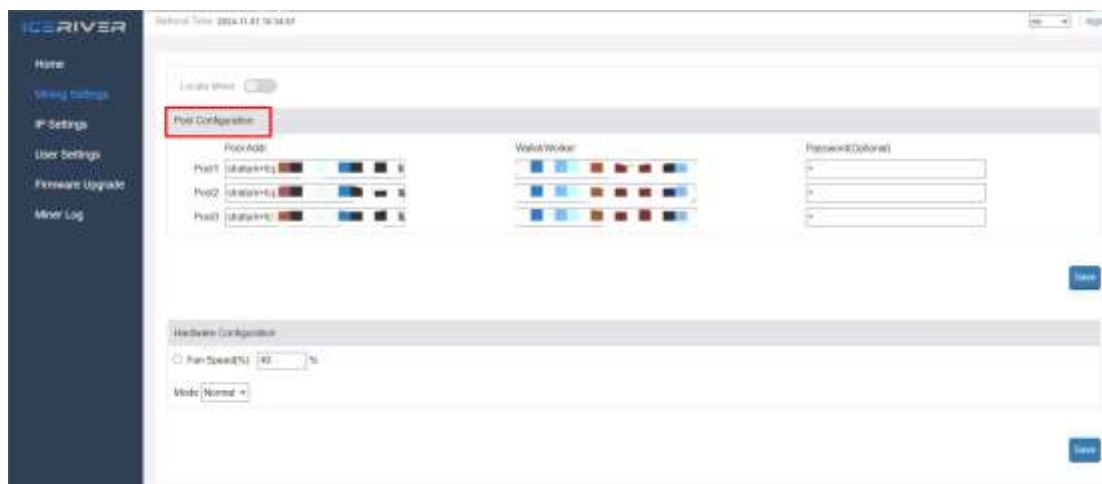 ICERIVER
Home
Mining Settings
IP Settings
User Settings
Firmware Upgrade
Miner Log
Locate Miner
Pool Configuration
Pool Addr Wallet/Worker Password(Optional)
Pool1
Pool2
Pool3
Save
Hardware Configuration
Fan Speed(%) %
Mode Normal
Save